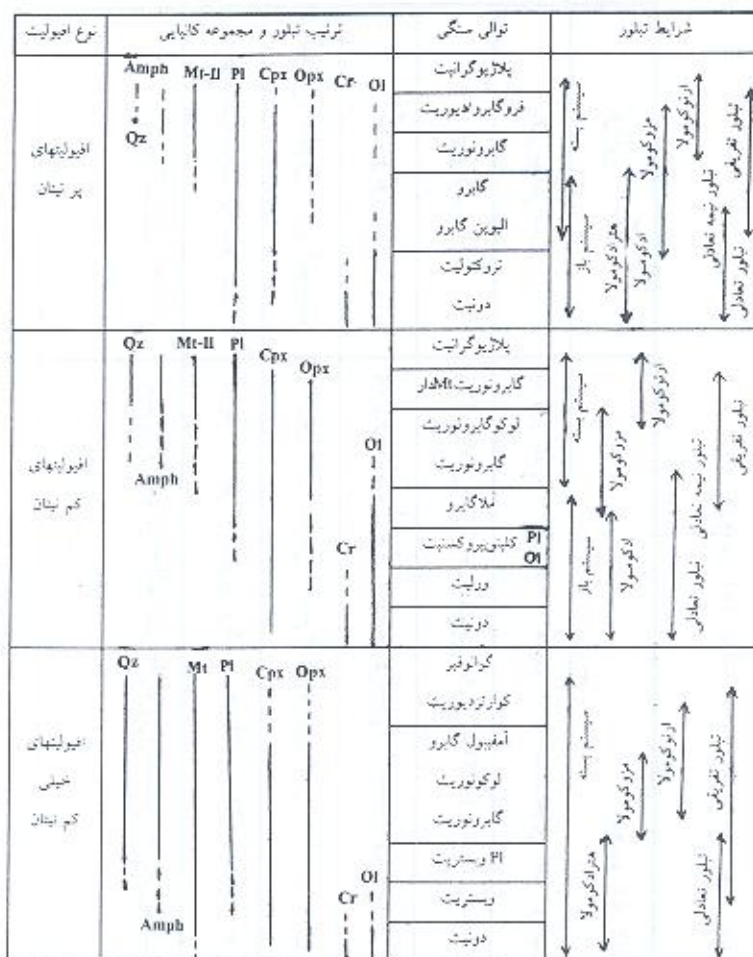 شرایط تبلور	توالی سنگی	ترتیب تبلور و مجموعه کانیایی	نوع افیولیت
افیولیتهای
پر تیتان
Amph Mt-II Pl Cpx Opx Cr Ol
Qz
پلاژیوگرانیت
فروگابرو/دیوریت
گابرونوریت
گابرو
الیوین گابرو
تروکتولیت
دونیت
سیستم بسته
سیستم باز
هترادکومولا
ادکومولا
مزوکومولا
ارتوکومولا
تبلور نیمه تعادلی
تبلور تفریقی
تبلور تعادلی
افیولیتهای
کم تیتان
Qz Mt-II Pl Cpx Opx
Ol
Amph
Cr
پلاژیوگرانیت
گابرونوریت Mtدار
لوکوگابرونوریت
گابرونوریت
ملاگابرو
کلینوپیروکسنیت Pl
Ol
ورلیت
دونیت
سیستم بسته
سیستم باز
مزوکومولا
ادکومولا
ارتوکومولا
تبلور تعادلی
تبلور نیمه تعادلی
تبلور تفریقی
افیولیتهای
خیلی
کم تیتان
Qz Mt Pl Cpx Opx
Ol
Cr
Amph
گرانوفیر
کوارتزدیوریت
آمفیبول گابرو
لوکونوریت
گابرونوریت
Pl وبستریت
وبستریت
دونیت
سیستم بسته
هترادکومولا
مزوکومولا
ارتوکومولا
تبلور تفریقی
تبلور تعادلی